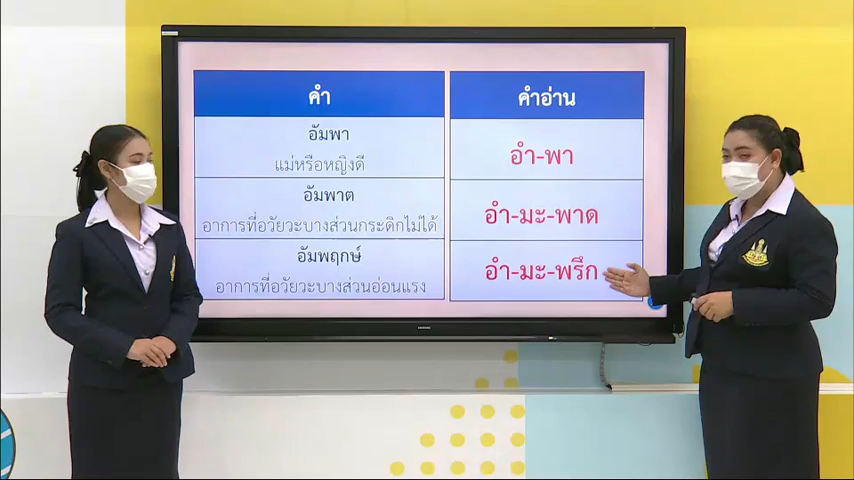 คำ
คำอ่าน
อัมพา
แม่หรือหญิงดี
อำ-พา
อัมพาต
อาการที่อวัยวะบางส่วนกระดิกไม่ได้
อำ-มะ-พาด
อัมพฤกษ์
อาการที่อวัยวะบางส่วนอ่อนแรง
อำ-มะ-พรึก
SAMSUNG